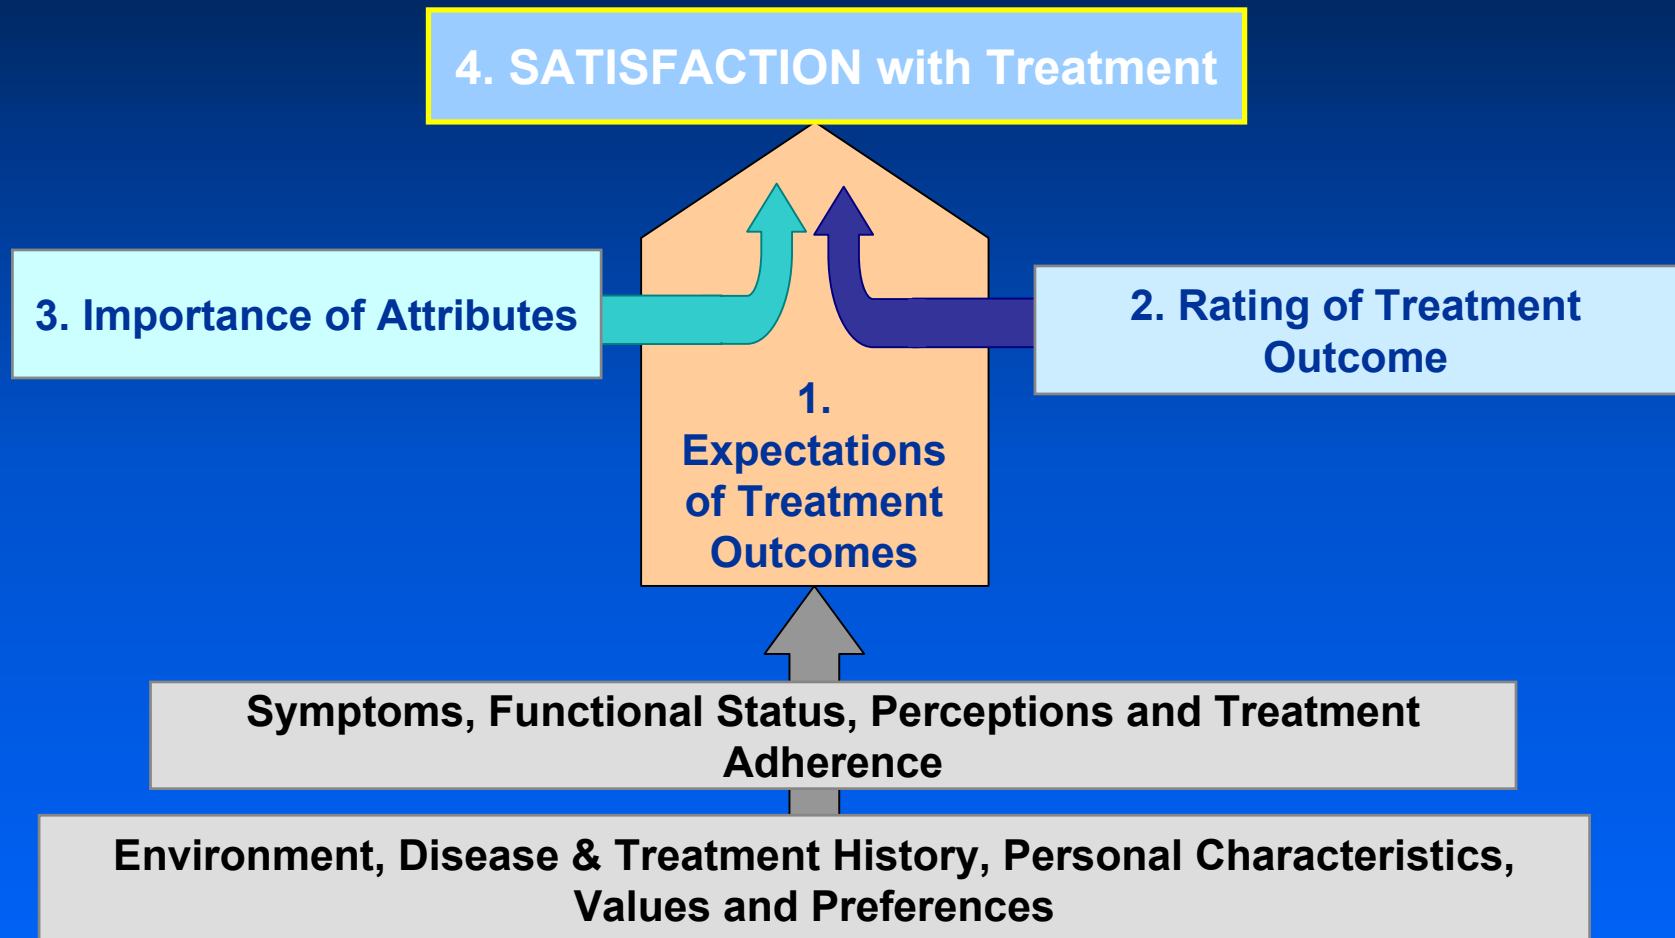 4. SATISFACTION with Treatment
3. Importance of Attributes
2. Rating of Treatment
Outcome
1.
Expectations
of Treatment
Outcomes
Symptoms, Functional Status, Perceptions and Treatment
Adherence
Environment, Disease & Treatment History, Personal Characteristics,
Values and Preferences